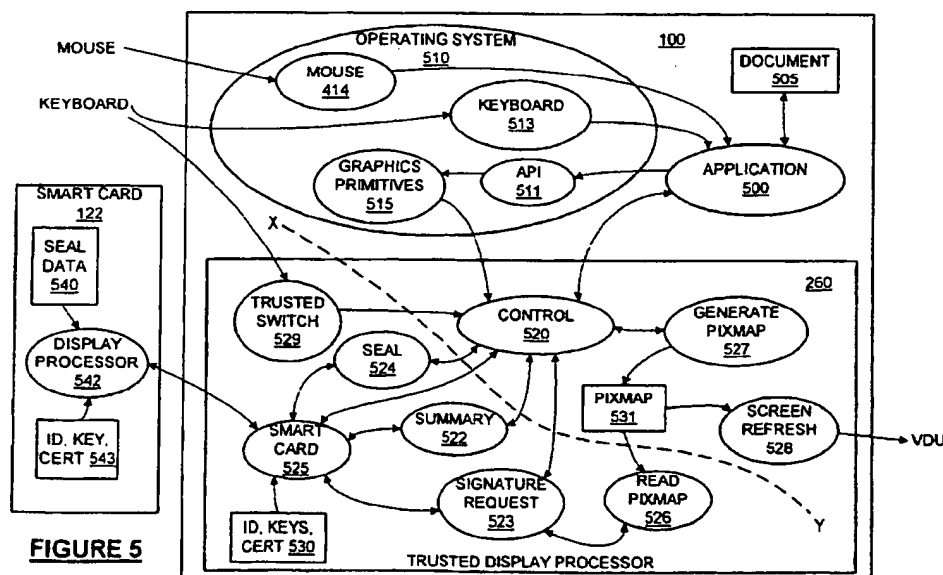 MOUSE
KEYBOARD
OPERATING SYSTEM
510
MOUSE
414
KEYBOARD
513
GRAPHICS
PRIMITIVES
515
API
511
100
DOCUMENT
505
APPLICATION
500
SMART CARD
122
SEAL
DATA
540
DISPLAY
PROCESSOR
542
ID, KEY,
CERT 543
X
260
TRUSTED
SWITCH
529
CONTROL
520
GENERATE
PIXMAP
527
SEAL
524
SUMMARY
522
PIXMAP
531
SCREEN
REFRESH
528
VDU
SMART
CARD
525
SIGNATURE
REQUEST
523
READ
PIXMAP
526
Y
ID, KEYS,
CERT 530
TRUSTED DISPLAY PROCESSOR
FIGURE 5